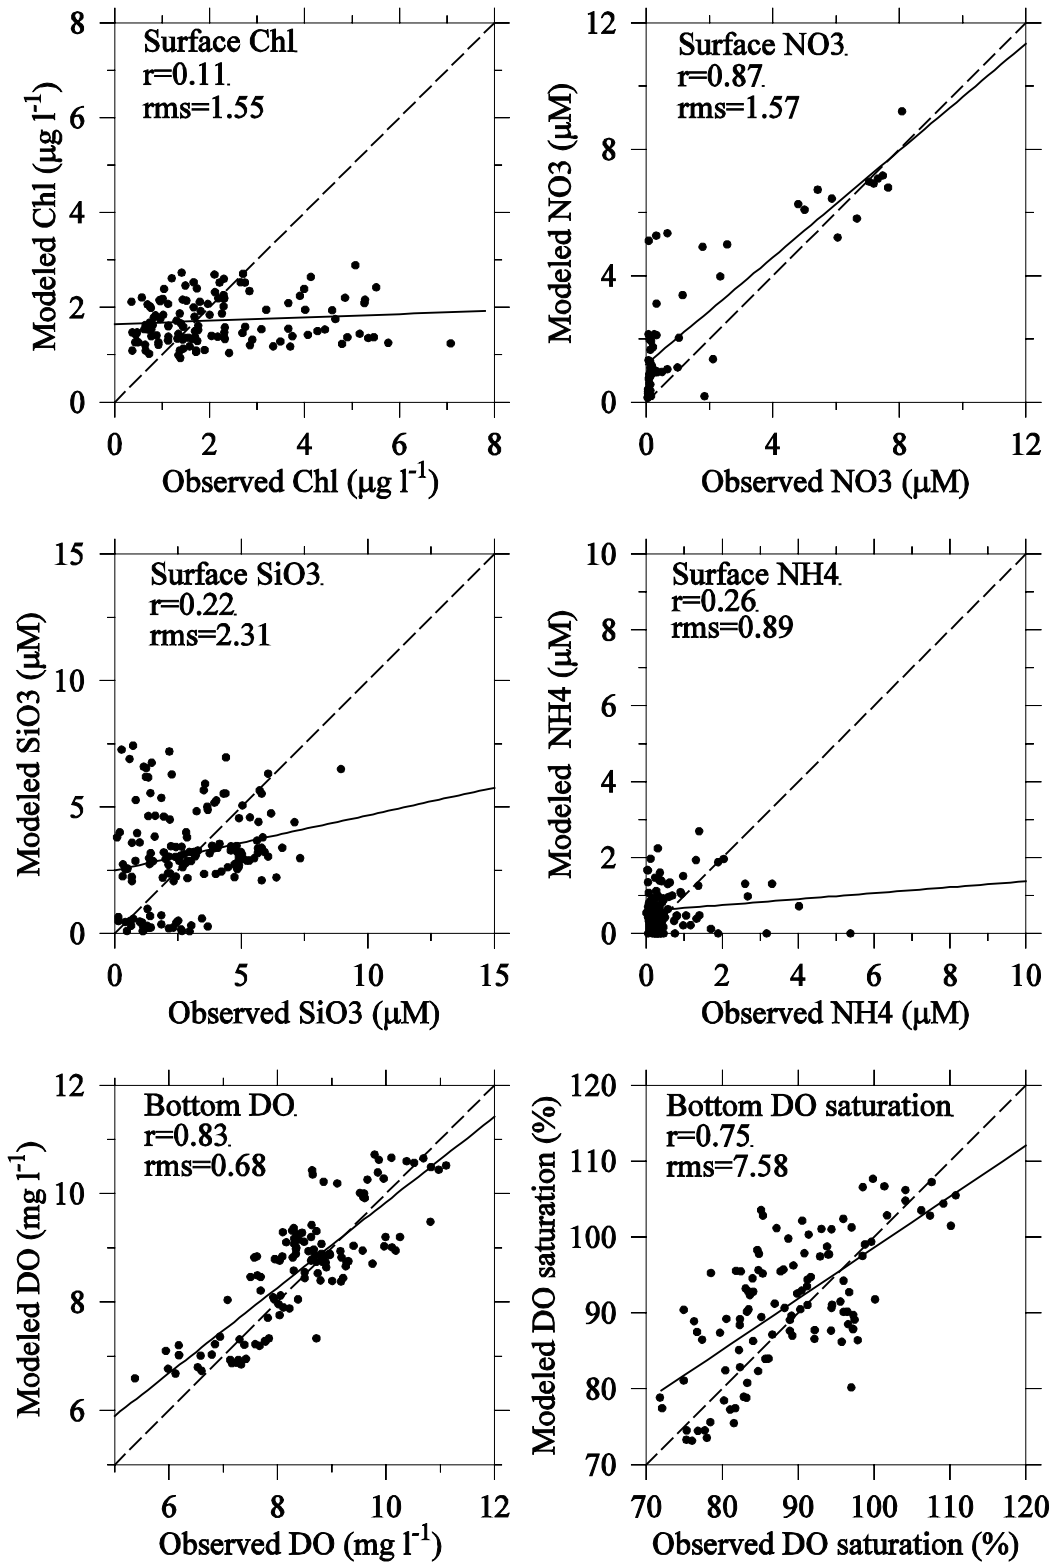 8
6
4
2
0
Modeled Chl (µg l-1)
Surface Chl
r=0.11
rms=1.55
0 2 4 6 8
Observed Chl (µg l-1)
12
8
4
0
Modeled NO3 (µM)
Surface NO3
r=0.87
rms=1.57
0 4 8 12
Observed NO3 (µM)
15
10
5
0
Modeled SiO3 (µM)
Surface SiO3
r=0.22
rms=2.31
0 5 10 15
Observed SiO3 (µM)
10
8
6
4
2
0
Modeled NH4 (µM)
Surface NH4
r=0.26
rms=0.89
0 2 4 6 8 10
Observed NH4 (µM)
12
10
8
6
Modeled DO (mg l-1)
Bottom DO
r=0.83
rms=0.68
6 8 10 12
Observed DO (mg l-1)
120
110
100
90
80
70
Modeled DO saturation (%)
Bottom DO saturation
r=0.75
rms=7.58
70 80 90 100 110 120
Observed DO saturation (%)